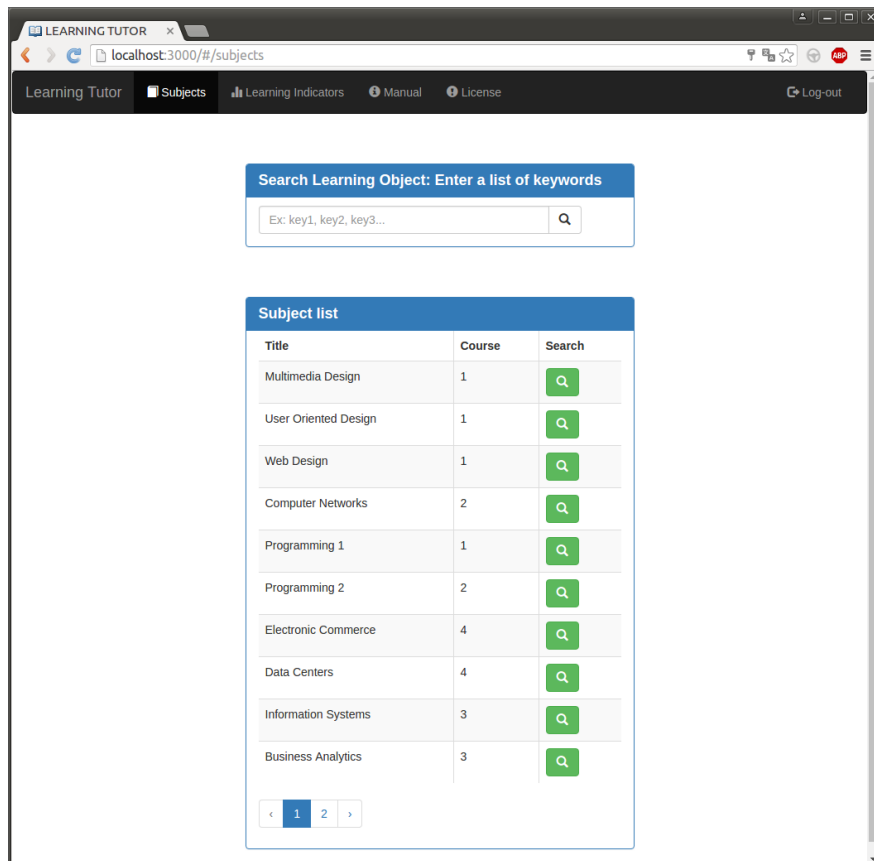 LEARNING TUTOR
localhost:3000/#/subjects
ABP
Learning Tutor Subjects Learning Indicators Manual License Log-out
Search Learning Object: Enter a list of keywords
Ex: key1, key2, key3...
Subject list
Title Course Search
Multimedia Design 1
User Oriented Design 1
Web Design 1
Computer Networks 2
Programming 1 1
Programming 2 2
Electronic Commerce 4
Data Centers 4
Information Systems 3
Business Analytics 3
‹ 1 2 ›